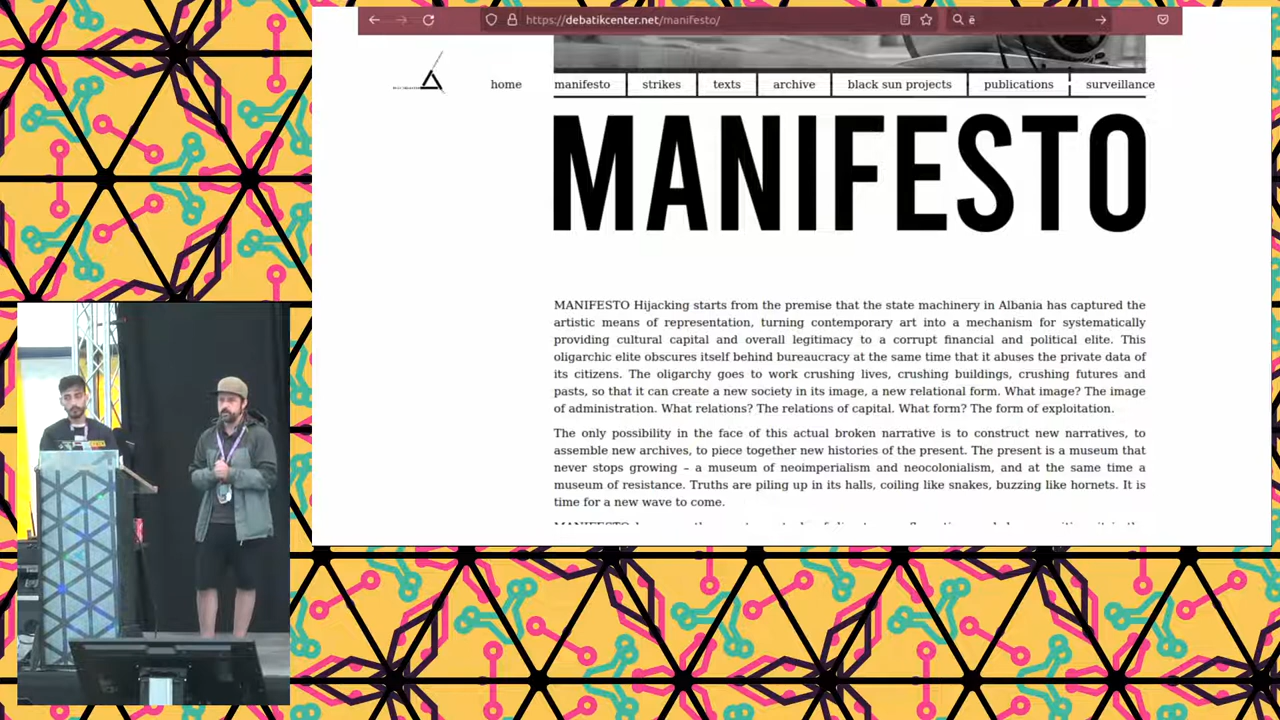 https://debatikcenter.net/manifesto/
ë
home
manifesto
strikes
texts
archive
black sun projects
publications
surveillance
MANIFESTO
MANIFESTO Hijacking starts from the premise that the state machinery in Albania has captured the
artistic means of representation, turning contemporary art into a mechanism for systematically
providing cultural capital and overall legitimacy to a corrupt financial and political elite. This
oligarchic elite obscures itself behind bureaucracy at the same time that it abuses the private data of
its citizens. The oligarchy goes to work crushing lives, crushing buildings, crushing futures and
pasts, so that it can create a new society in its image, a new relational form. What image? The image
of administration. What relations? The relations of capital. What form? The form of exploitation.
The only possibility in the face of this actual broken narrative is to construct new narratives, to
assemble new archives, to piece together new histories of the present. The present is a museum that
never stops growing – a museum of neoimperialism and neocolonialism, and at the same time a
museum of resistance. Truths are piling up in its halls, coiling like snakes, buzzing like hornets. It is
time for a new wave to come.